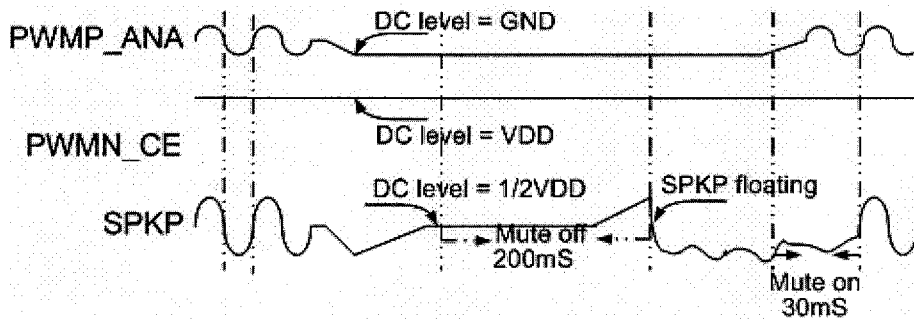 DC level = GND
PWMP_ANA
DC level = VDD
PWMN_CE
DC level = 1/2VDD
SPKP floating
SPKP
Mute off
200mS
Mute on
30mS